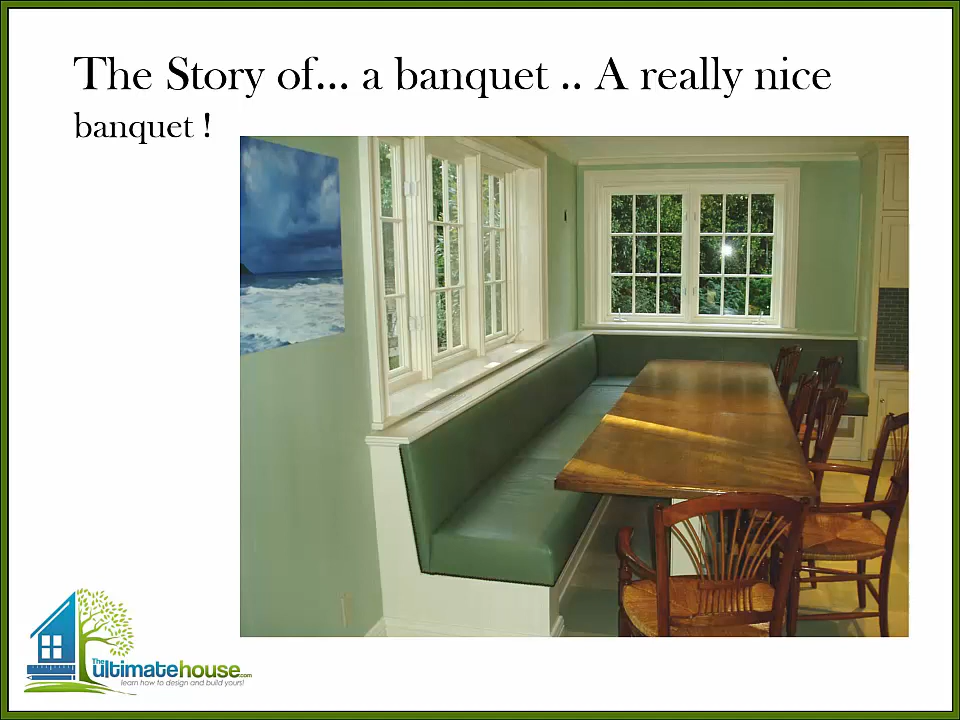 The Story of... a banquet .. A really nice
banquet !
The
ultimatehouse.com
learn how to design and build yours!